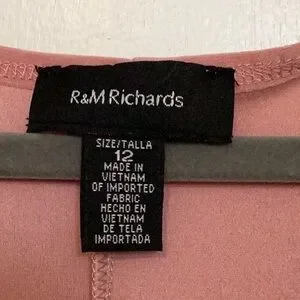 R&M Richards
SIZE/TALLA
12
MADE IN
VIETNAM
OF IMPORTED
FABRIC
HECHO EN
VIETNAM
DE TELA
IMPORTADA